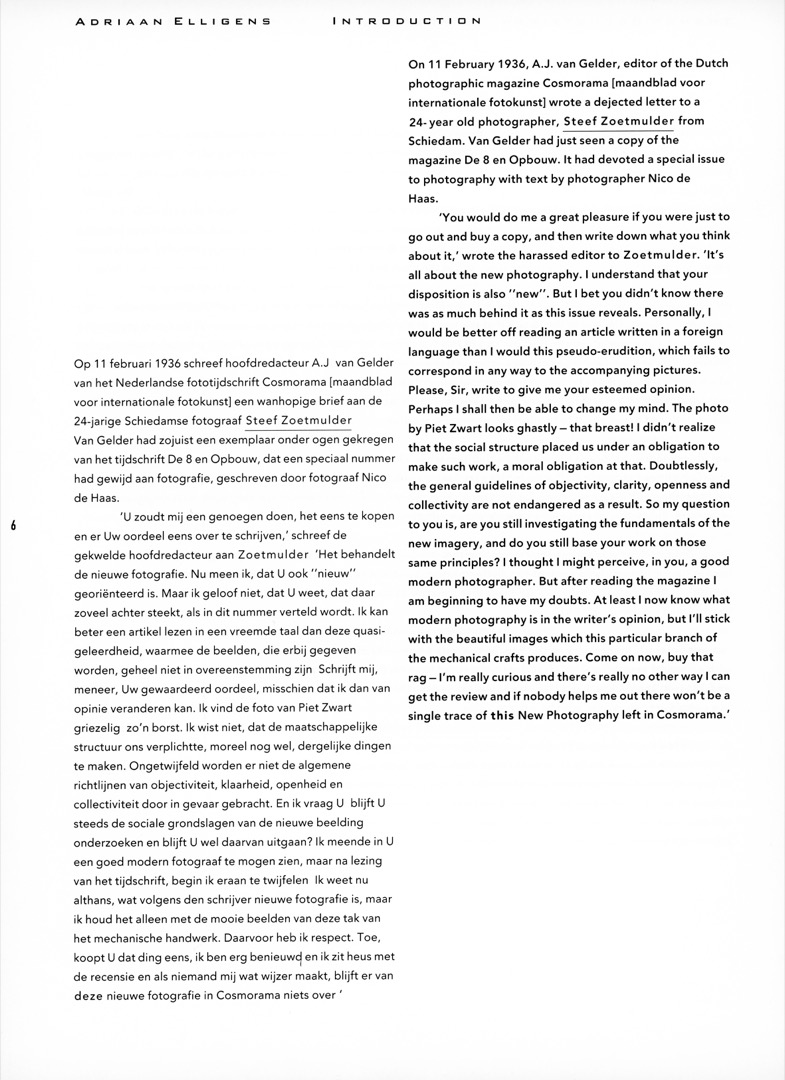 ADRIAAN ELLIGENS INTRODUCTION
On 11 February 1936, A.J. van Gelder, editor of the Dutch
photographic magazine Cosmorama [maandblad voor
internationale fotokunst] wrote a dejected letter to a
24-year old photographer, Steef Zoetmulder from
Schiedam. Van Gelder had just seen a copy of the
magazine De 8 en Opbouw. It had devoted a special issue
to photography with text by photographer Nico de
Haas.
'You would do me a great pleasure if you were just to
go out and buy a copy, and then write down what you think
about it,' wrote the harassed editor to Zoetmulder. 'It's
all about the new photography. I understand that your
disposition is also ''new''. But I bet you didn't know there
was as much behind it as this issue reveals. Personally, I
would be better off reading an article written in a foreign
language than I would this pseudo-erudition, which fails to
correspond in any way to the accompanying pictures.
Please, Sir, write to give me your esteemed opinion.
Perhaps I shall then be able to change my mind. The photo
by Piet Zwart looks ghastly – that breast! I didn't realize
that the social structure placed us under an obligation to
make such work, a moral obligation at that. Doubtlessly,
the general guidelines of objectivity, clarity, openness and
collectivity are not endangered as a result. So my question
to you is, are you still investigating the fundamentals of the
new imagery, and do you still base your work on those
same principles? I thought I might perceive, in you, a good
modern photographer. But after reading the magazine I
am beginning to have my doubts. At least I now know what
modern photography is in the writer's opinion, but I'll stick
with the beautiful images which this particular branch of
the mechanical crafts produces. Come on now, buy that
rag – I'm really curious and there's really no other way I can
get the review and if nobody helps me out there won't be a
single trace of this New Photography left in Cosmorama.'
Op 11 februari 1936 schreef hoofdredacteur A.J van Gelder
van het Nederlandse fototijdschrift Cosmorama [maandblad
voor internationale fotokunst] een wanhopige brief aan de
24-jarige Schiedamse fotograaf Steef Zoetmulder
Van Gelder had zojuist een exemplaar onder ogen gekregen
van het tijdschrift De 8 en Opbouw, dat een speciaal nummer
had gewijd aan fotografie, geschreven door fotograaf Nico
de Haas.
'U zoudt mij een genoegen doen, het eens te kopen
en er Uw oordeel eens over te schrijven,' schreef de
gekwelde hoofdredacteur aan Zoetmulder 'Het behandelt
de nieuwe fotografie. Nu meen ik, dat U ook ''nieuw''
georiënteerd is. Maar ik geloof niet, dat U weet, dat daar
zoveel achter steekt, als in dit nummer verteld wordt. Ik kan
beter een artikel lezen in een vreemde taal dan deze quasi-
geleerdheid, waarmee de beelden, die erbij gegeven
worden, geheel niet in overeenstemming zijn Schrijft mij,
meneer, Uw gewaardeerd oordeel, misschien dat ik dan van
opinie veranderen kan. Ik vind de foto van Piet Zwart
griezelig zo'n borst. Ik wist niet, dat de maatschappelijke
structuur ons verplichtte, moreel nog wel, dergelijke dingen
te maken. Ongetwijfeld worden er niet de algemene
richtlijnen van objectiviteit, klaarheid, openheid en
collectiviteit door in gevaar gebracht. En ik vraag U blijft U
steeds de sociale grondslagen van de nieuwe beelding
onderzoeken en blijft U wel daarvan uitgaan? Ik meende in U
een goed modern fotograaf te mogen zien, maar na lezing
van het tijdschrift, begin ik eraan te twijfelen Ik weet nu
althans, wat volgens den schrijver nieuwe fotografie is, maar
ik houd het alleen met de mooie beelden van deze tak van
het mechanische handwerk. Daarvoor heb ik respect. Toe,
koopt U dat ding eens, ik ben erg benieuwd en ik zit heus met
de recensie en als niemand mij wat wijzer maakt, blijft er van
deze nieuwe fotografie in Cosmorama niets over '
6